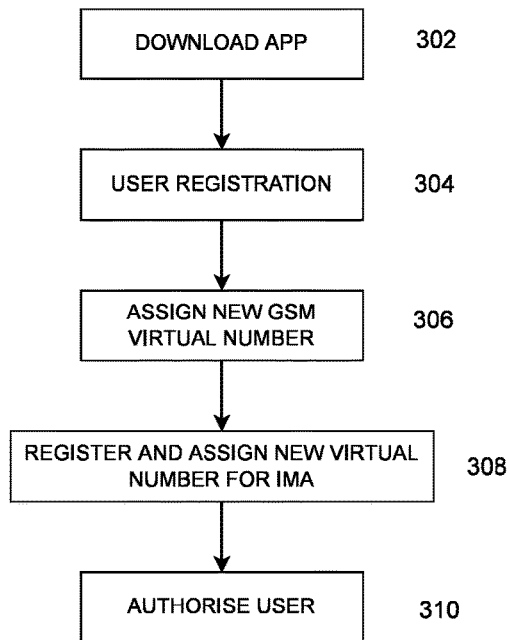 DOWNLOAD APP 302
USER REGISTRATION 304
ASSIGN NEW GSM
VIRTUAL NUMBER
306
REGISTER AND ASSIGN NEW VIRTUAL
NUMBER FOR IMA
308
AUTHORISE USER 310